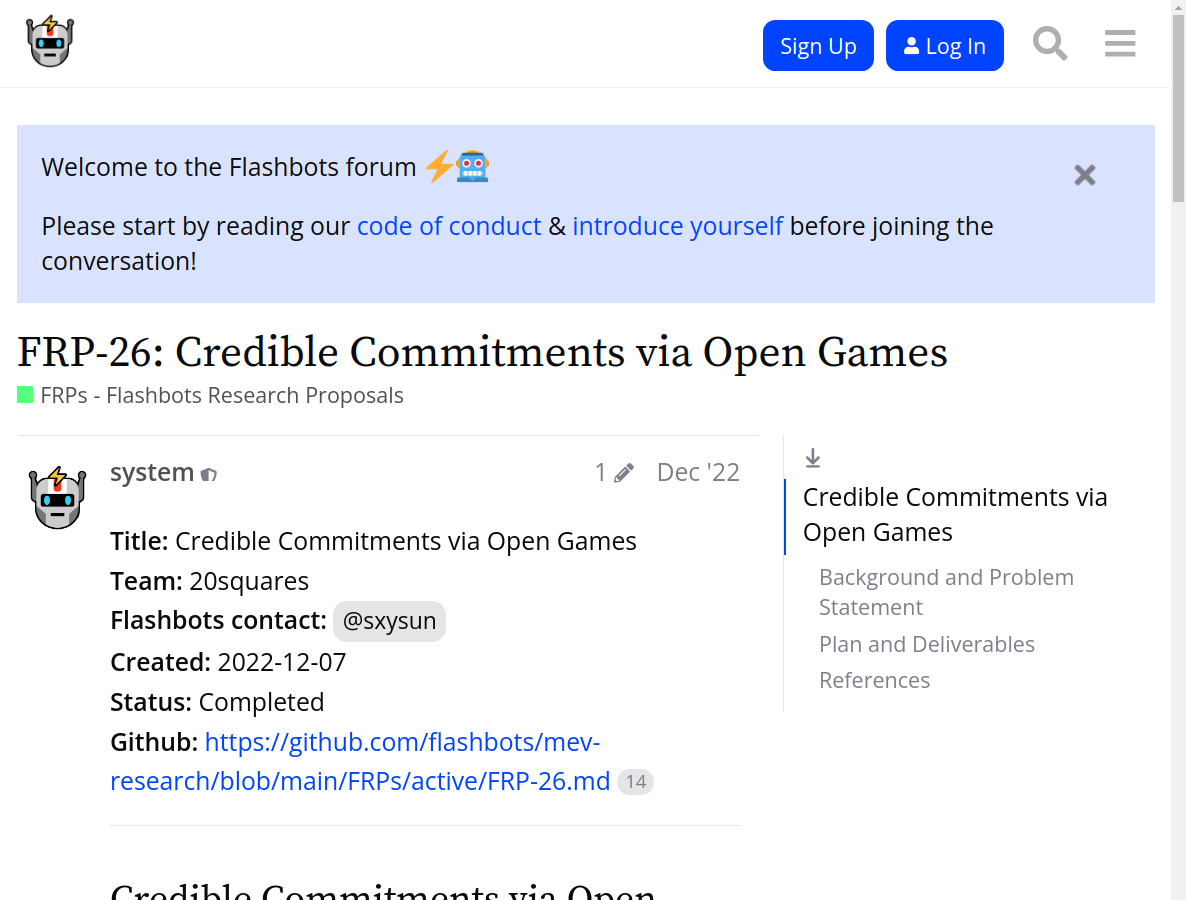 Sign Up
Log In
Welcome to the Flashbots forum
Please start by reading our code of conduct & introduce yourself before joining the
conversation!
FRP-26: Credible Commitments via Open Games
FRPs - Flashbots Research Proposals
system 1 Dec '22
Title: Credible Commitments via Open Games
Team: 20squares
Flashbots contact: @sxysun
Created: 2022-12-07
Status: Completed
Github: https://github.com/flashbots/mev-
research/blob/main/FRPs/active/FRP-26.md 14
Credible Commitments via Open
Credible Commitments via
Open Games
Background and Problem
Statement
Plan and Deliverables
References